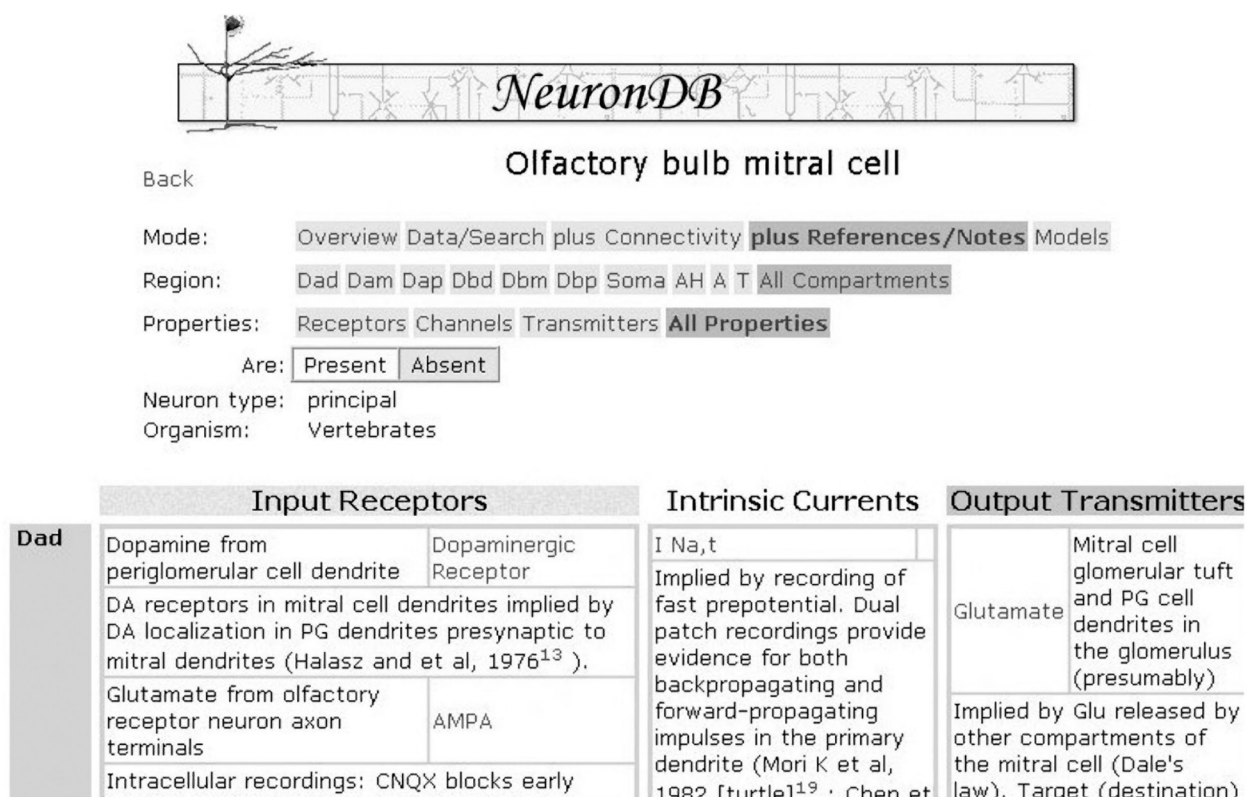 NeuronDB
Olfactory bulb mitral cell
Back
Mode: Overview Data/Search plus Connectivity plus References/Notes Models
Region: Dad Dam Dap Dbd Dbm Dbp Soma AH A T All Compartments
Properties: Receptors Channels Transmitters All Properties
Are: Present Absent
Neuron type: principal
Organism: Vertebrates
Input Receptors
Intrinsic Currents
Output Transmitters
Dad
Dopamine from
periglomerular cell dendrite
Dopaminergic
Receptor
DA receptors in mitral cell dendrites implied by
DA localization in PG dendrites presynaptic to
mitral dendrites (Halasz and et al, 1976¹³ ).
Glutamate from olfactory
receptor neuron axon
terminals
AMPA
Intracellular recordings: CNQX blocks early
I Na,t
Implied by recording of
fast prepotential. Dual
patch recordings provide
evidence for both
backpropagating and
forward-propagating
impulses in the primary
dendrite (Mori K et al,
1982 [turtle]¹⁹ ; Chen et
Glutamate
Mitral cell
glomerular tuft
and PG cell
dendrites in
the glomerulus
(presumably)
Implied by Glu released by
other compartments of
the mitral cell (Dale's
law). Target (destination)